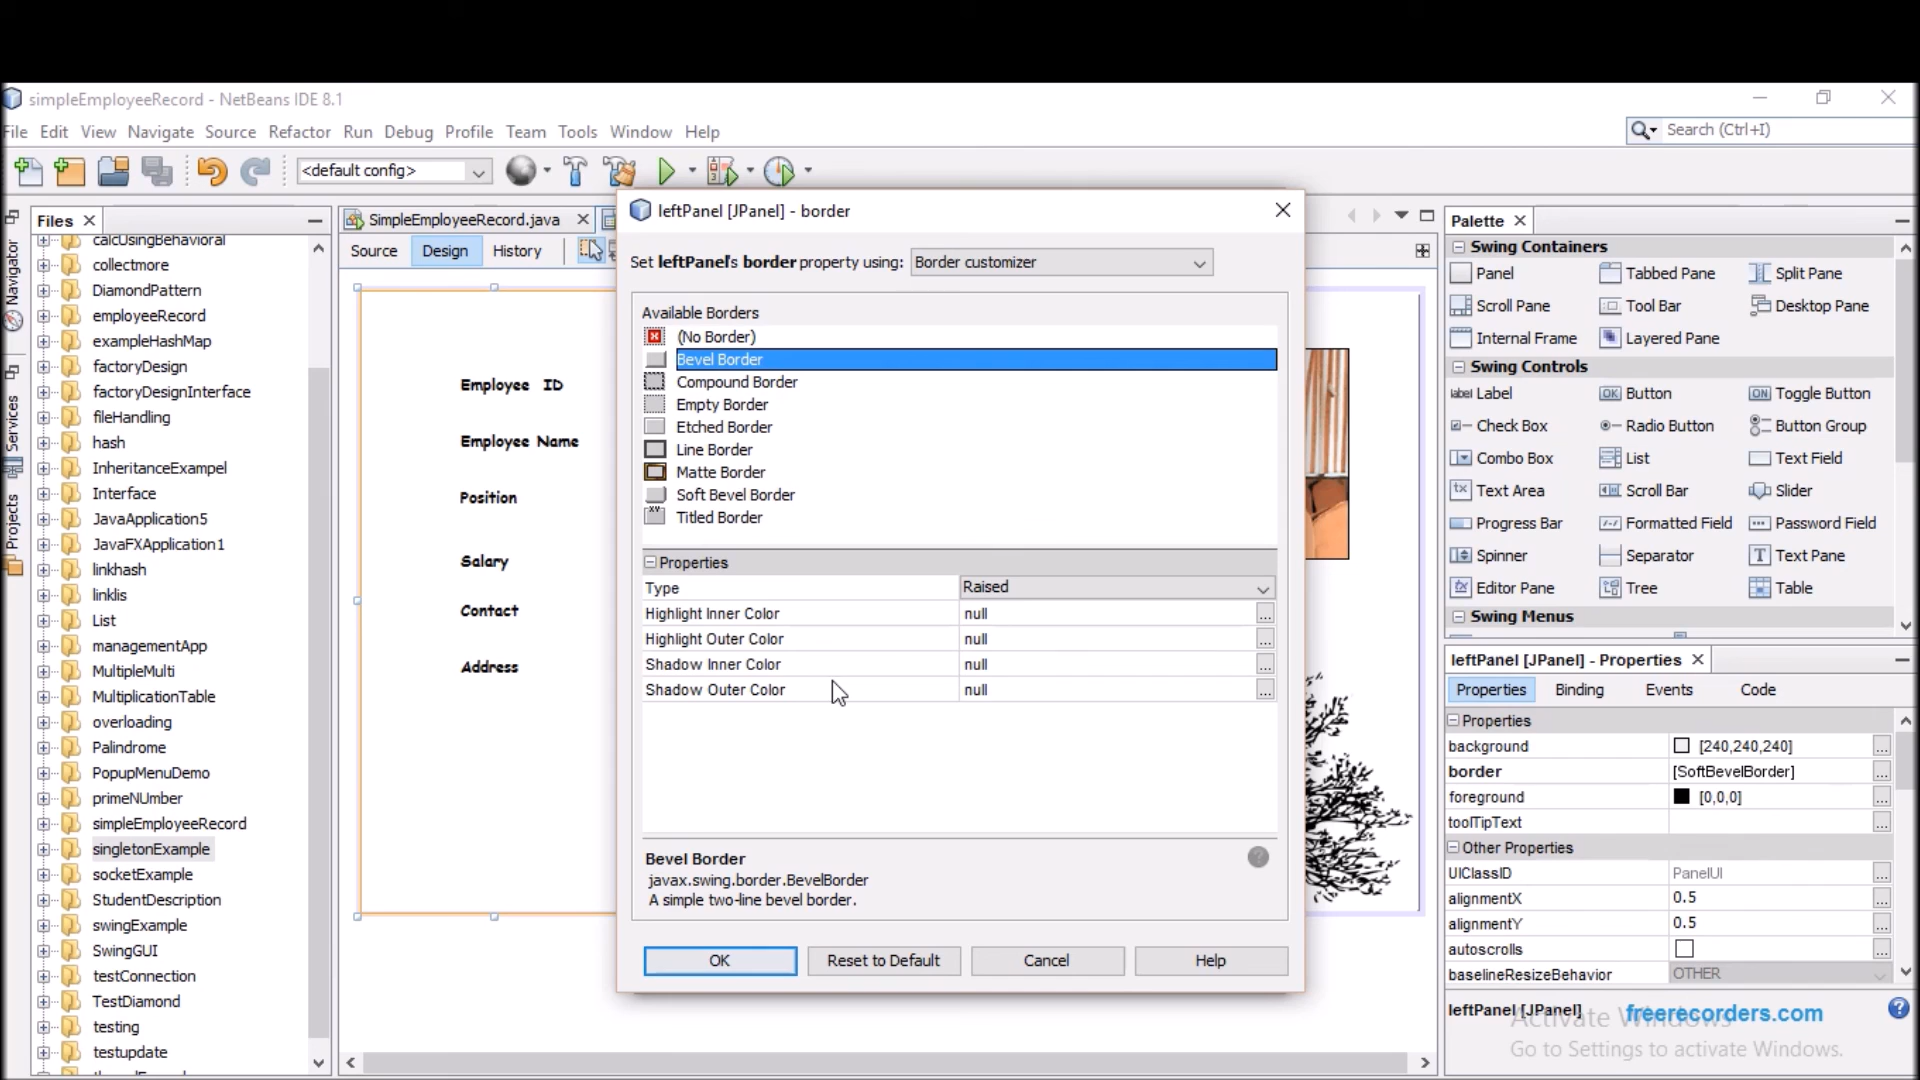 simpleEmployeeRecord - NetBeans IDE 8.1
File Edit View Navigate Source Refactor Run Debug Profile Team Tools Window Help
Search (Ctrl+I)
<default config>
Navigator
Services
Projects
Files
calcUsingBehavioral
collectmore
DiamondPattern
employeeRecord
exampleHashMap
factoryDesign
factoryDesignInterface
fileHandling
hash
InheritanceExampel
Interface
JavaApplication5
JavaFXApplication1
linkhash
linklis
List
managementApp
MultipleMulti
MultiplicationTable
overloading
Palindrome
PopupMenuDemo
primeNUmber
simpleEmployeeRecord
singletonExample
socketExample
StudentDescription
swingExample
SwingGUI
testConnection
TestDiamond
testing
testupdate
SimpleEmployeeRecord.java
Source Design History
Employee ID
Employee Name
Position
Salary
Contact
Address
leftPanel [JPanel] - border
Set leftPanel's border property using: Border customizer
Available Borders
(No Border)
Bevel Border
Compound Border
Empty Border
Etched Border
Line Border
Matte Border
Soft Bevel Border
XY Titled Border
Properties
Type Raised
Highlight Inner Color null ...
Highlight Outer Color null ...
Shadow Inner Color null ...
Shadow Outer Color null ...
Bevel Border
javax.swing.border.BevelBorder
A simple two-line bevel border.
OK Reset to Default Cancel Help
Palette
Swing Containers
Panel Tabbed Pane Split Pane
Scroll Pane Tool Bar Desktop Pane
Internal Frame Layered Pane
Swing Controls
label Label OK Button ON Toggle Button
Check Box Radio Button Button Group
Combo Box List Text Field
Text Area Scroll Bar Slider
Progress Bar Formatted Field Password Field
Spinner Separator Text Pane
Editor Pane Tree Table
Swing Menus
leftPanel [JPanel] - Properties
Properties Binding Events Code
Properties
background [240,240,240] ...
border [SoftBevelBorder] ...
foreground [0,0,0] ...
toolTipText ...
Other Properties
UIClassID PanelUI ...
alignmentX 0.5 ...
alignmentY 0.5 ...
autoscrolls ...
baselineResizeBehavior OTHER
leftPanel [JPanel]
freerecorders.com
Activate Windows
Go to Settings to activate Windows.